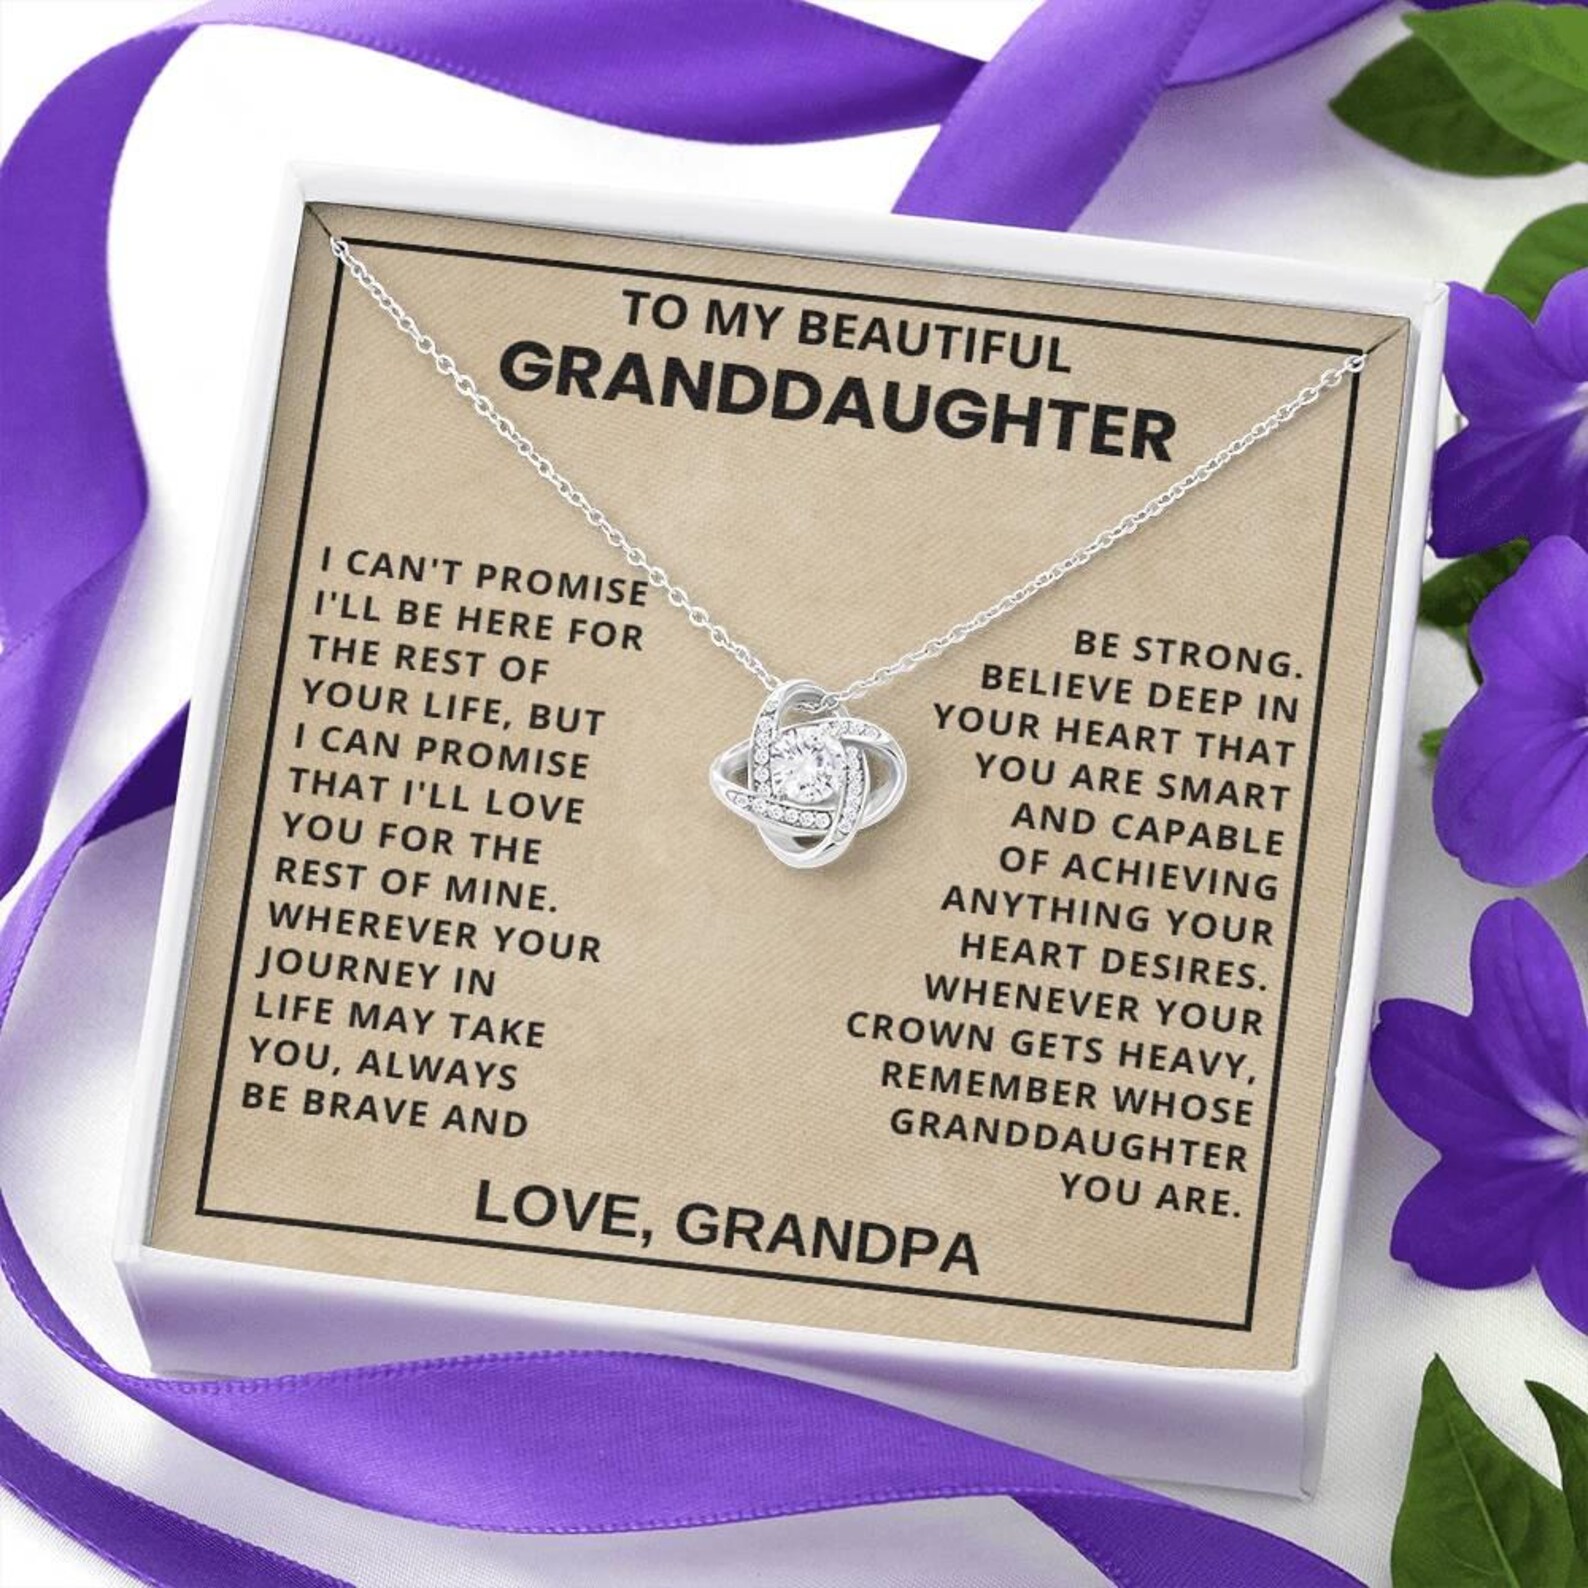 TO MY BEAUTIFUL
GRANDDAUGHTER
I CAN'T PROMISE
I'LL BE HERE FOR
THE REST OF
YOUR LIFE, BUT
I CAN PROMISE
THAT I'LL LOVE
YOU FOR THE
REST OF MINE.
WHEREVER YOUR
JOURNEY IN
LIFE MAY TAKE
YOU, ALWAYS
BE BRAVE AND
BE STRONG.
BELIEVE DEEP IN
YOUR HEART THAT
YOU ARE SMART
AND CAPABLE
OF ACHIEVING
ANYTHING YOUR
HEART DESIRES.
WHENEVER YOUR
CROWN GETS HEAVY,
REMEMBER WHOSE
GRANDDAUGHTER
YOU ARE.
LOVE, GRANDPA